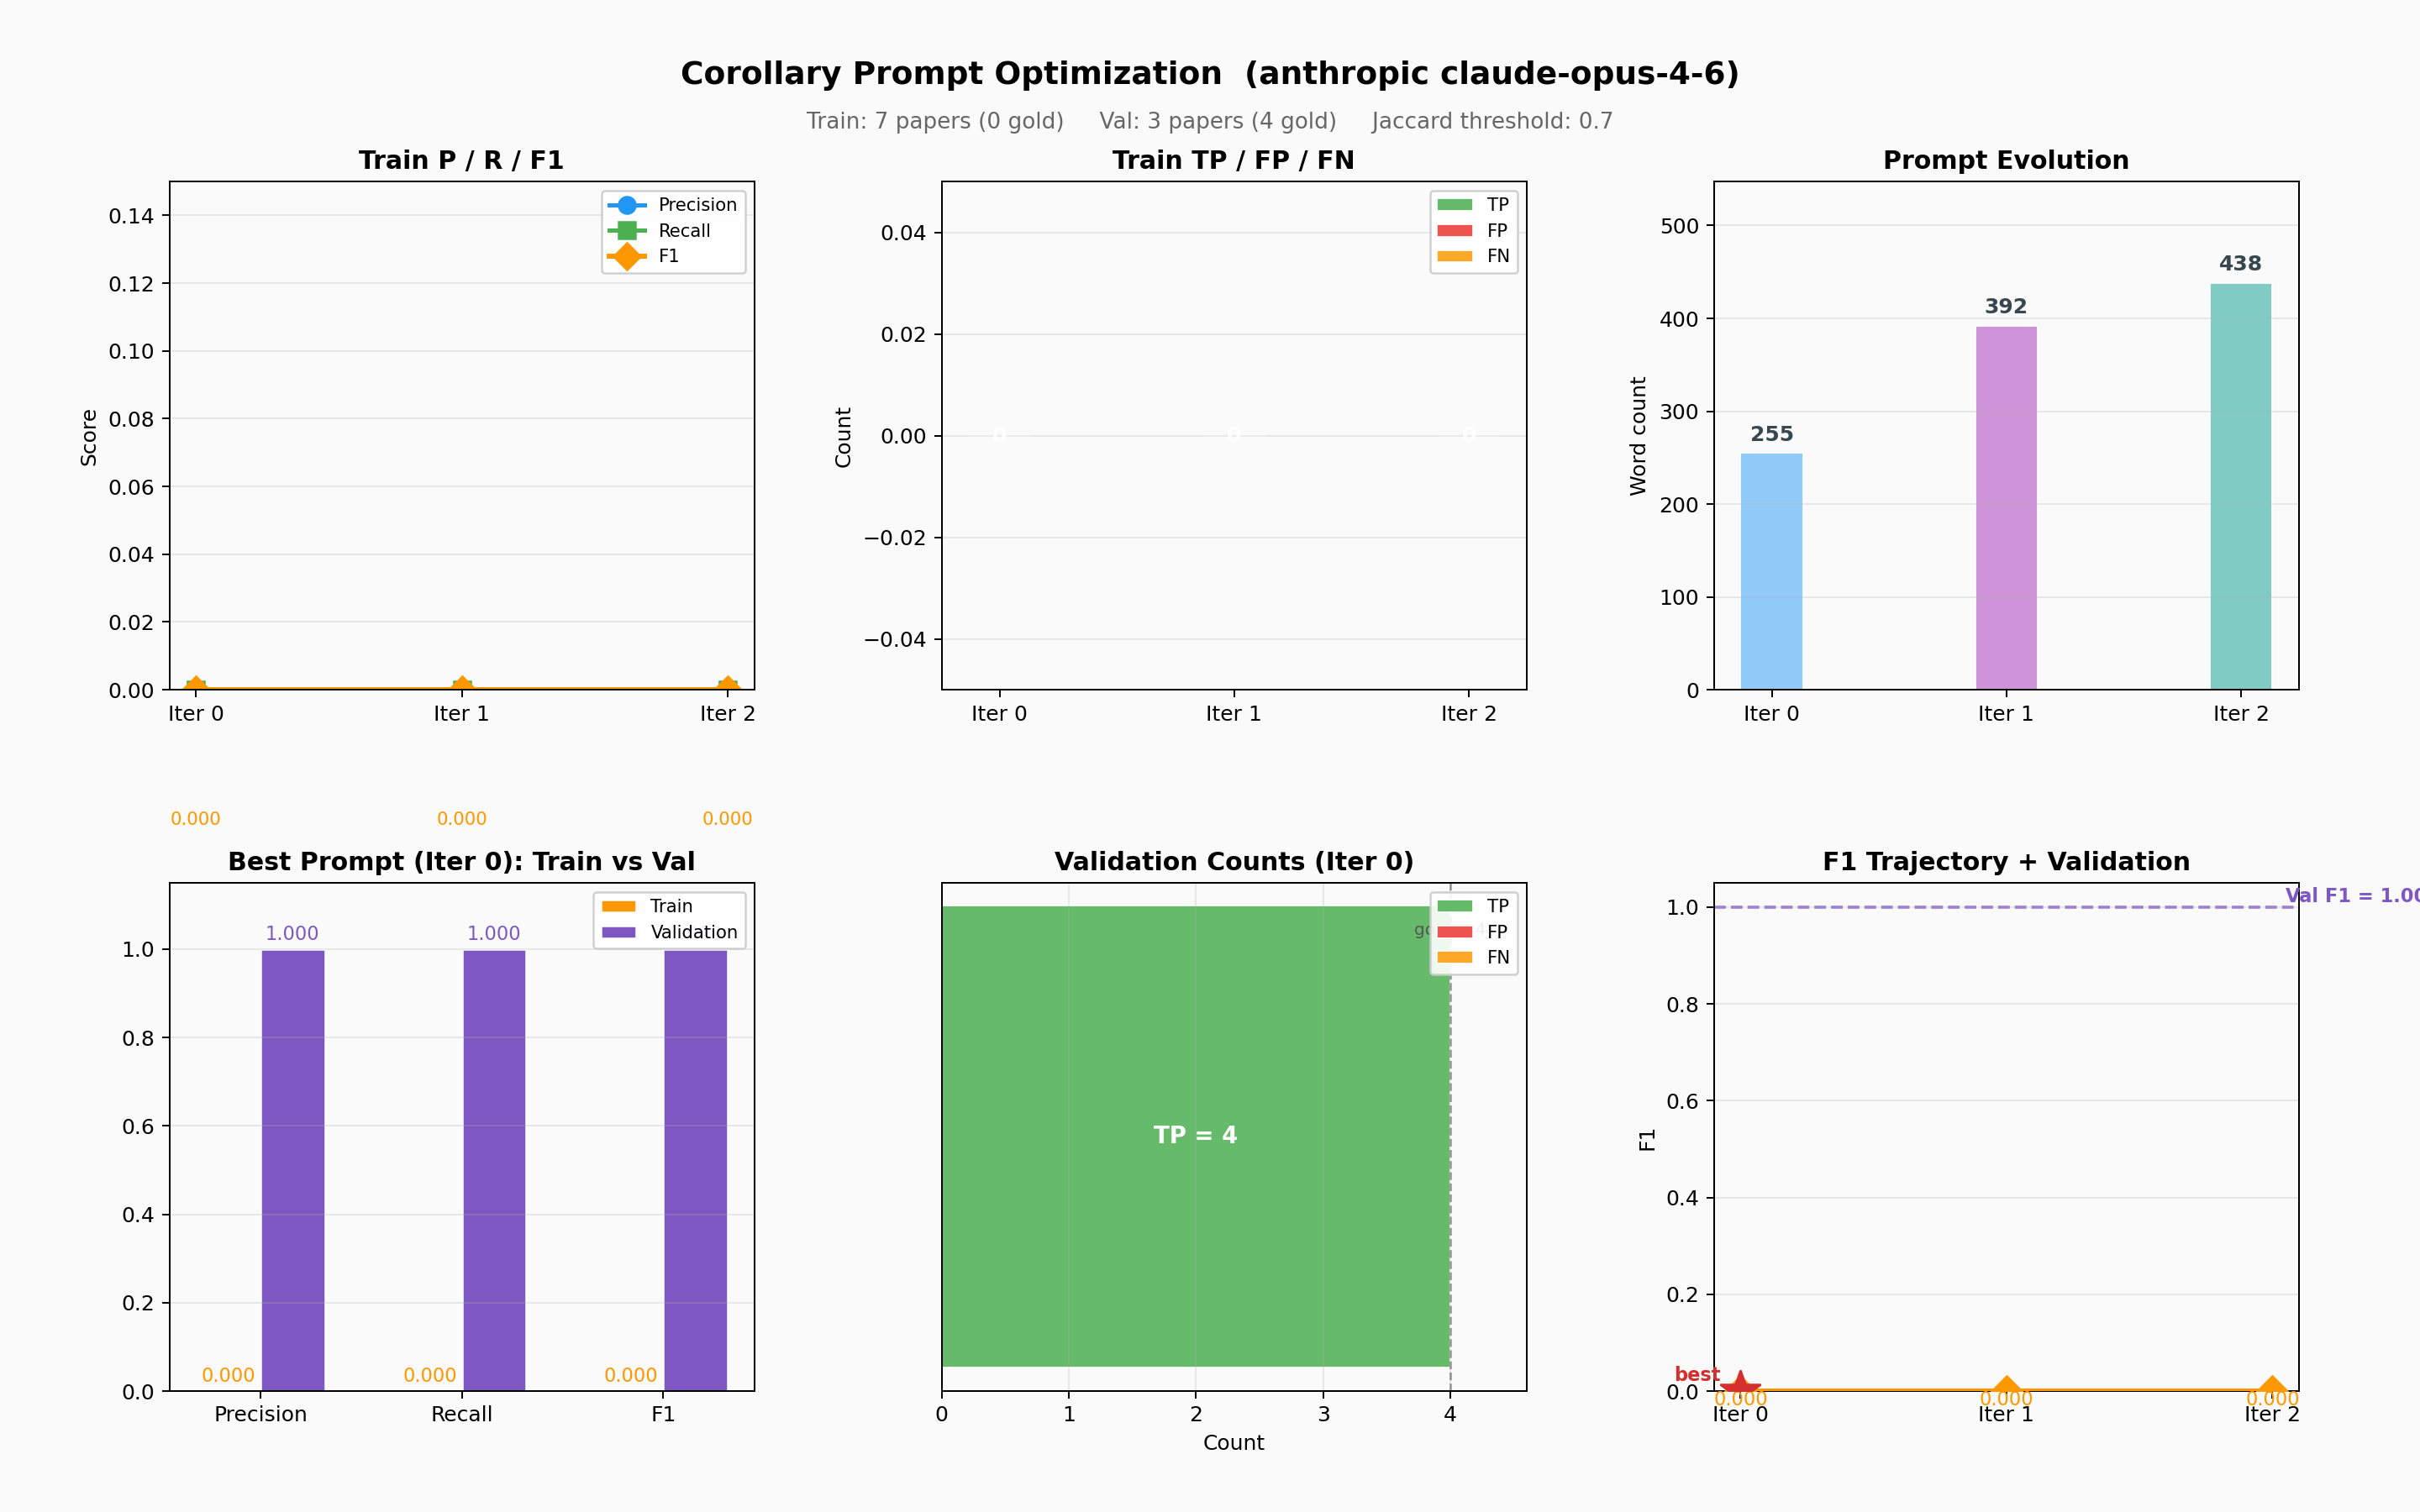 Corollary Prompt Optimization (anthropic claude-opus-4-6)
Train: 7 papers (0 gold) Val: 3 papers (4 gold) Jaccard threshold: 0.7
Train P / R / F1
Score
0.14
0.12
0.10
0.08
0.06
0.04
0.02
0.00
Precision
Recall
F1
Iter 0 Iter 1 Iter 2
0.000 0.000 0.000
Train TP / FP / FN
Count
0.04
0.02
0.00
−0.02
−0.04
TP
FP
FN
0 0 0
Iter 0 Iter 1 Iter 2
Prompt Evolution
Word count
500
400
300
200
100
0
255
392
438
Iter 0 Iter 1 Iter 2
Best Prompt (Iter 0): Train vs Val
1.0
0.8
0.6
0.4
0.2
0.0
Train
Validation
1.000 1.000
0.000 0.000 0.000
Precision Recall F1
Validation Counts (Iter 0)
TP
FP
FN
TP = 4
0 1 2 3 4
Count
F1 Trajectory + Validation
F1
1.0
0.8
0.6
0.4
0.2
0.0
Val F1 = 1.00
best
0.000 0.000 0.000
Iter 0 Iter 1 Iter 2